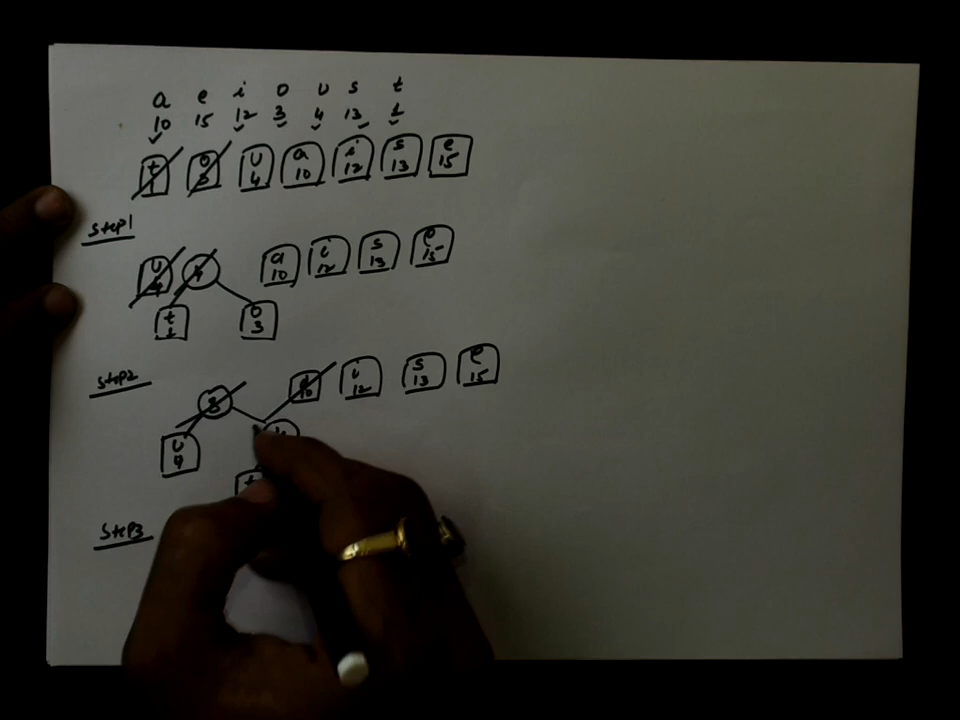 a e i o u s t
10 15 12 3 4 13 1
t o u a i s e
1 3 4 10 12 13 15
Step1
u 4 a i s e
4 10 12 13 15
t o
1 3
Step2
8 a i s e
10 12 13 15
u 4
4
t
Step3